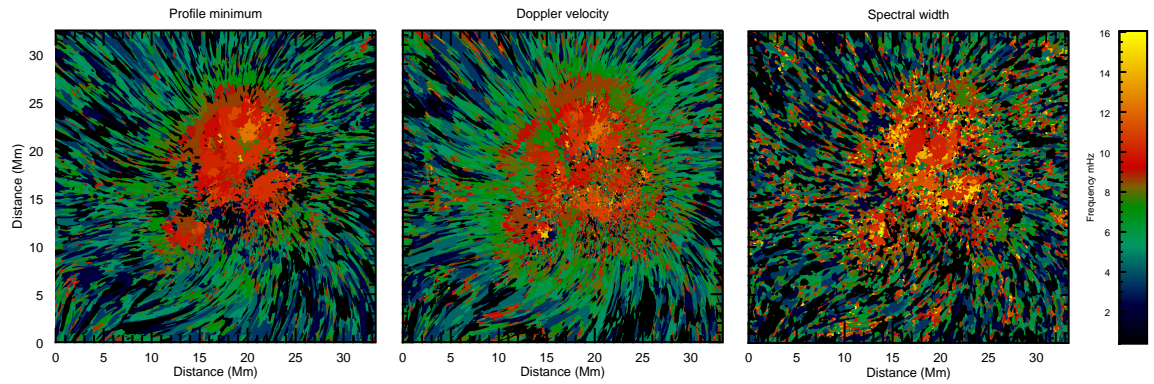 Profile minimum
Doppler velocity
Spectral width
30
25
20
15
10
5
0
Distance (Mm)
0 5 10 15 20 25 30
0 5 10 15 20 25 30
0 5 10 15 20 25 30
Distance (Mm)
Distance (Mm)
Distance (Mm)
16
14
12
10
8
6
4
2
Frequency mHz